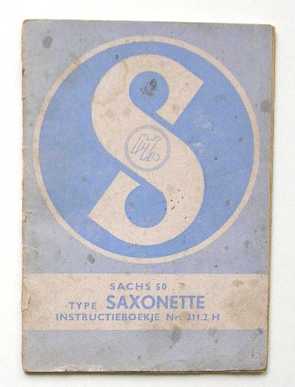 S
SACHS 50
TYPE SAXONETTE
INSTRUCTIEBOEKJE Nr. 211.2 H